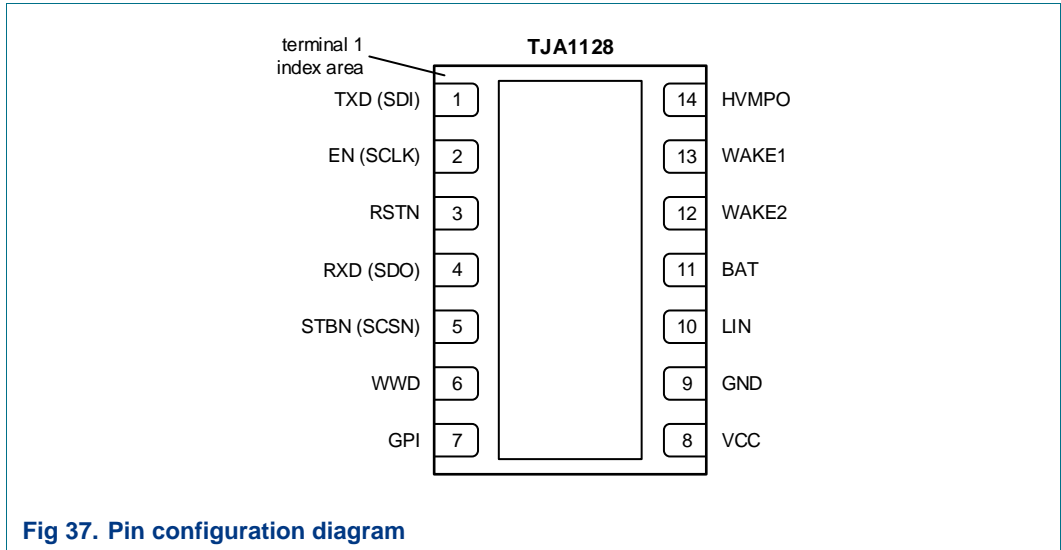 TJA1128
terminal 1
index area
TXD (SDI) 1
EN (SCLK) 2
RSTN 3
RXD (SDO) 4
STBN (SCSN) 5
WWD 6
GPI 7
14 HVMPO
13 WAKE1
12 WAKE2
11 BAT
10 LIN
9 GND
8 VCC
Fig 37. Pin configuration diagram